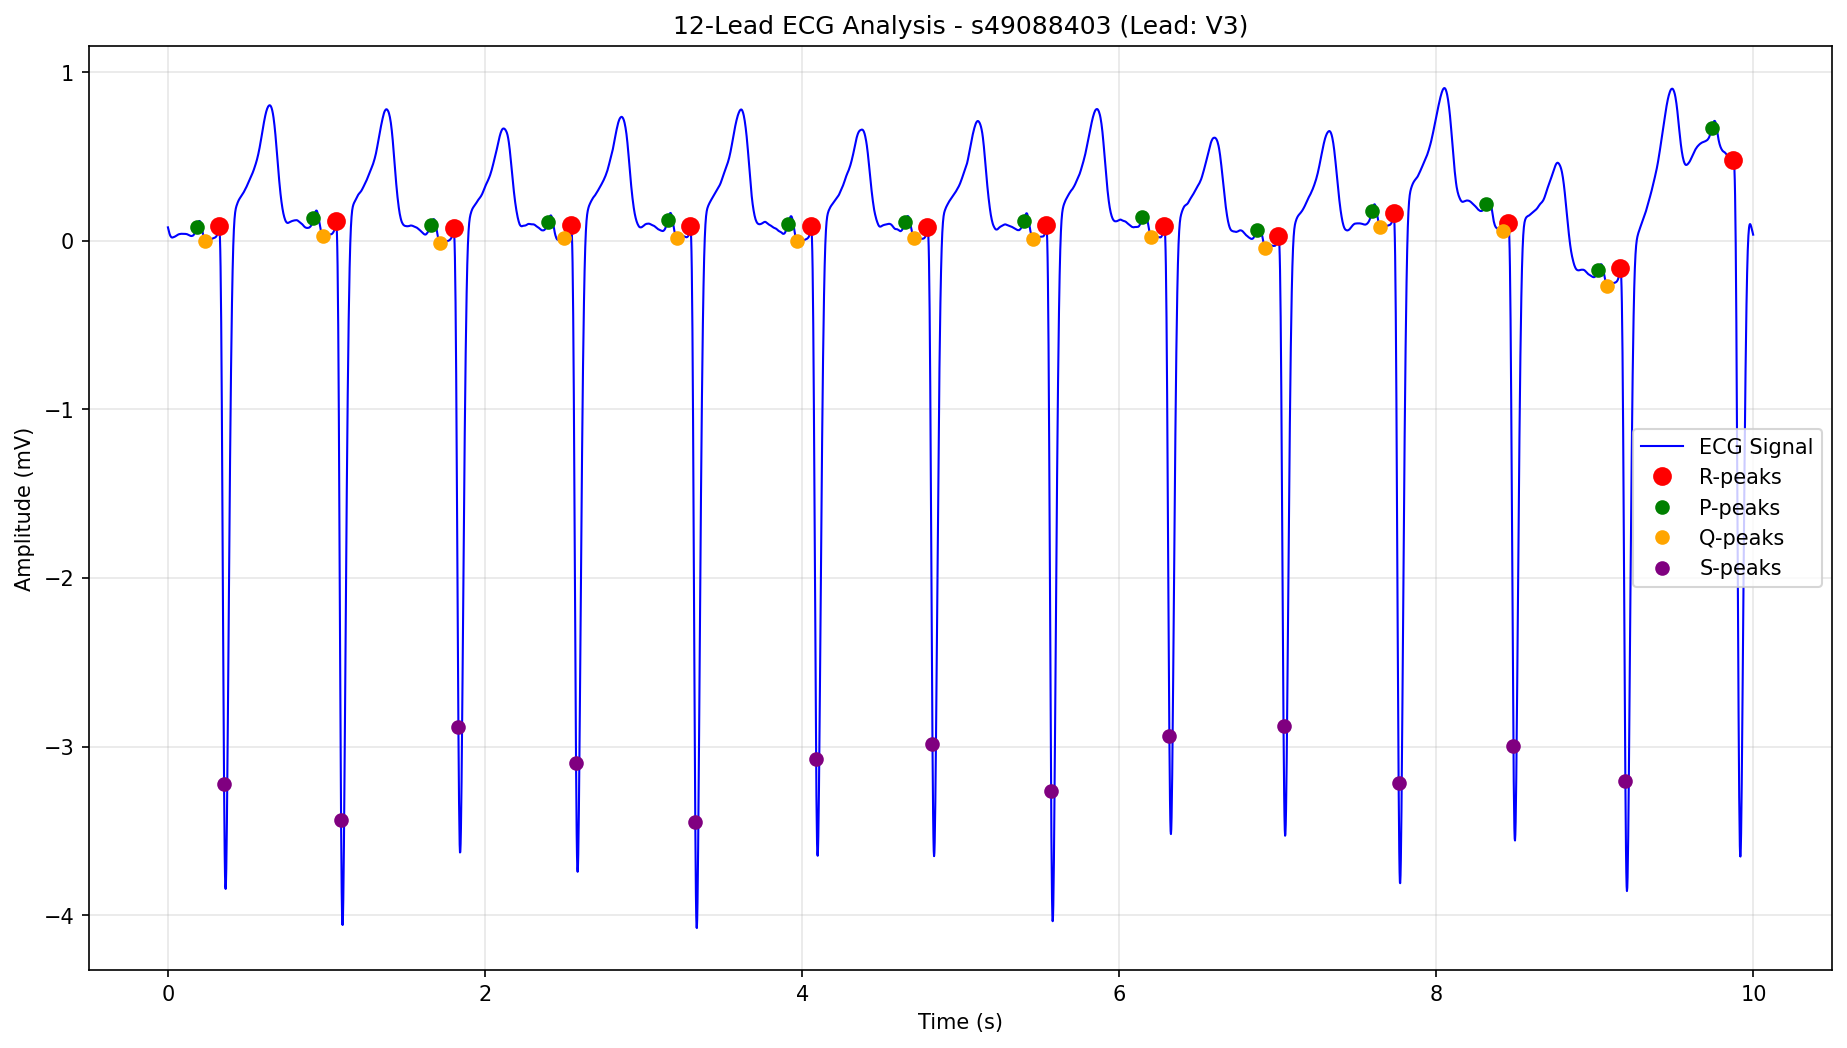 12-Lead ECG Analysis - s49088403 (Lead: V3)
1
0
−1
−2
−3
−4
Amplitude (mV)
ECG Signal
R-peaks
P-peaks
Q-peaks
S-peaks
0 2 4 6 8 10
Time (s)